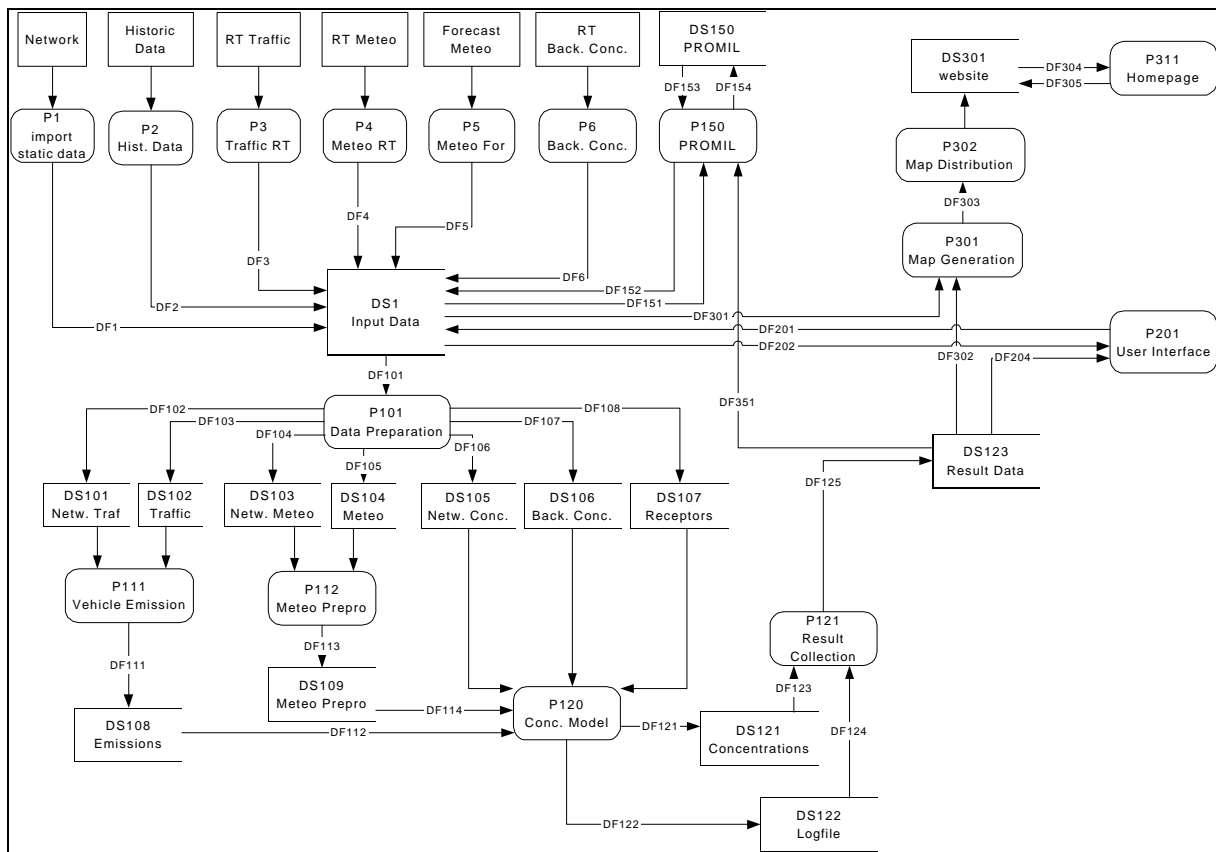 Network
Historic
Data
RT Traffic
RT Meteo
Forecast
Meteo
RT
Back. Conc.
DS150
PROMIL
DS301
website
DF304
DF305
P311
Homepage
DF153
DF154
P1
import
static data
P2
Hist. Data
P3
Traffic RT
P4
Meteo RT
P5
Meteo For
P6
Back. Conc.
P150
PROMIL
P302
Map Distribution
DF303
P301
Map Generation
DF4
DF5
DF3
DF6
DF2
DF1
DS1
Input Data
DF152
DF151
DF301
DF201
DF202
P201
User Interface
DF302
DF204
DF101
DF351
P101
Data Preparation
DF102
DF103
DF104
DF105
DF106
DF107
DF108
DS123
Result Data
DF125
DS101
Netw. Traf
DS102
Traffic
DS103
Netw. Meteo
DS104
Meteo
DS105
Netw. Conc.
DS106
Back. Conc.
DS107
Receptors
P111
Vehicle Emission
P112
Meteo Prepro
P121
Result
Collection
DF111
DF113
DS109
Meteo Prepro
DF114
P120
Conc. Model
DF123
DF124
DS108
Emissions
DF112
DF121
DS121
Concentrations
DF122
DS122
Logfile